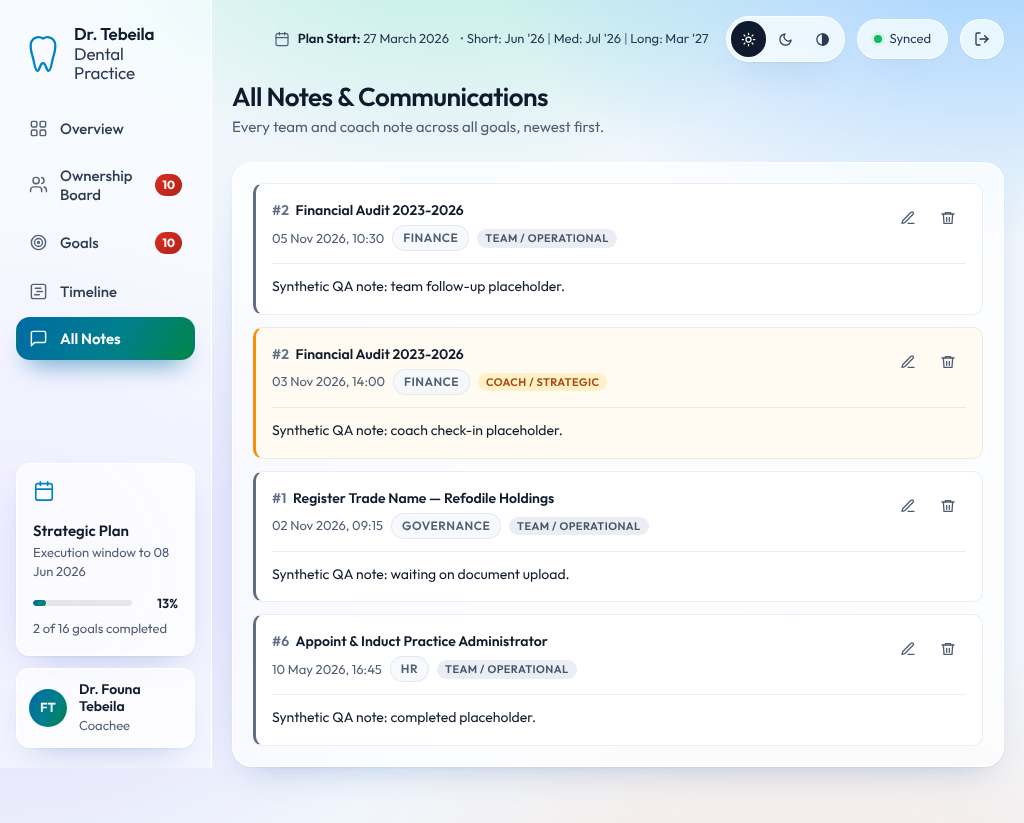 Dr. Tebeila
Dental
Practice
Overview
Ownership
Board
10
Goals
10
Timeline
All Notes
Strategic Plan
Execution window to 08
Jun 2026
13%
2 of 16 goals completed
FT
Dr. Founa
Tebeila
Coachee
Plan Start: 27 March 2026 · Short: Jun '26 | Med: Jul '26 | Long: Mar '27
Synced
All Notes & Communications
Every team and coach note across all goals, newest first.
#2 Financial Audit 2023-2026
05 Nov 2026, 10:30 FINANCE TEAM / OPERATIONAL
Synthetic QA note: team follow-up placeholder.
#2 Financial Audit 2023-2026
03 Nov 2026, 14:00 FINANCE COACH / STRATEGIC
Synthetic QA note: coach check-in placeholder.
#1 Register Trade Name — Refodile Holdings
02 Nov 2026, 09:15 GOVERNANCE TEAM / OPERATIONAL
Synthetic QA note: waiting on document upload.
#6 Appoint & Induct Practice Administrator
10 May 2026, 16:45 HR TEAM / OPERATIONAL
Synthetic QA note: completed placeholder.